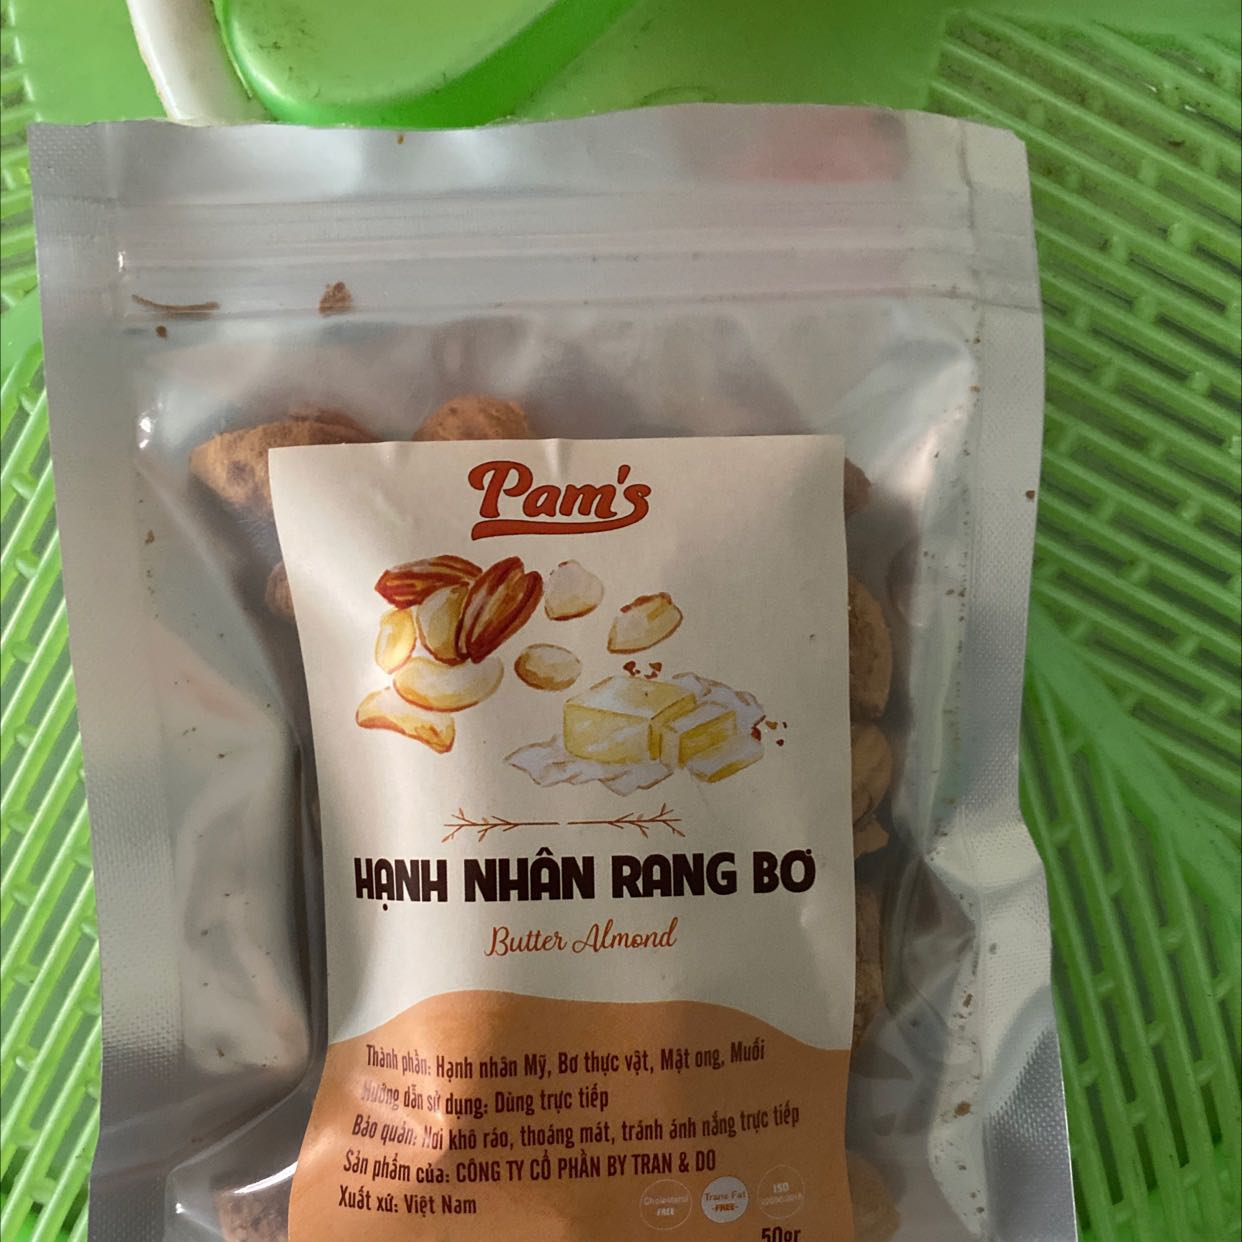 Pam's
HẠNH NHÂN RANG BƠ
Butter Almond
Thành phần: Hạnh nhân Mỹ, Bơ thực vật, Mật ong, Muối
Hướng dẫn sử dụng: Dùng trực tiếp
Bảo quản: Nơi khô ráo, thoáng mát, tránh ánh nắng trực tiếp
Sản phẩm của: CÔNG TY CỔ PHẦN BY TRAN & DO
Xuất xứ: Việt Nam
Cholesterol
FREE
Trans Fat
-FREE-
ISO
50gr